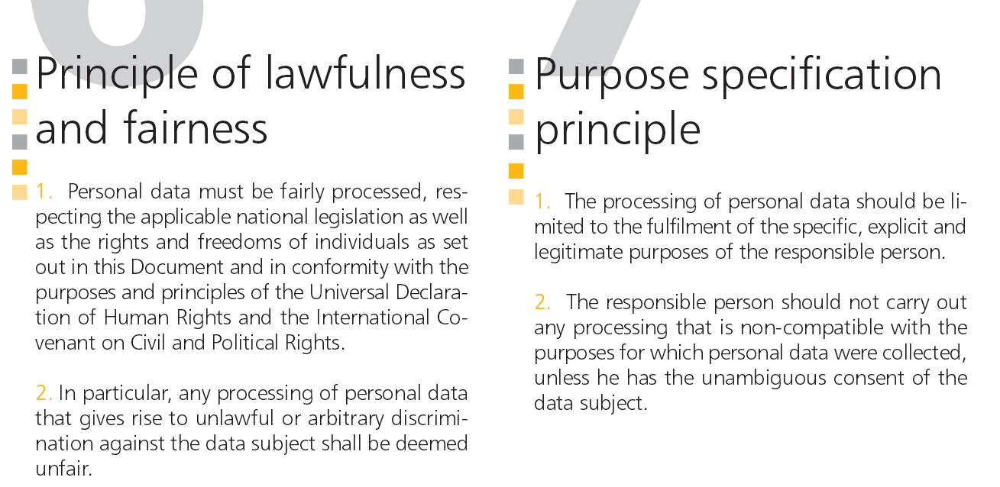 6
Principle of lawfulness
and fairness
1. Personal data must be fairly processed, res-
pecting the applicable national legislation as well
as the rights and freedoms of individuals as set
out in this Document and in conformity with the
purposes and principles of the Universal Declara-
tion of Human Rights and the International Co-
venant on Civil and Political Rights.
2. In particular, any processing of personal data
that gives rise to unlawful or arbitrary discrimi-
nation against the data subject shall be deemed
unfair.
7
Purpose specification
principle
1. The processing of personal data should be li-
mited to the fulfilment of the specific, explicit and
legitimate purposes of the responsible person.
2. The responsible person should not carry out
any processing that is non-compatible with the
purposes for which personal data were collected,
unless he has the unambiguous consent of the
data subject.